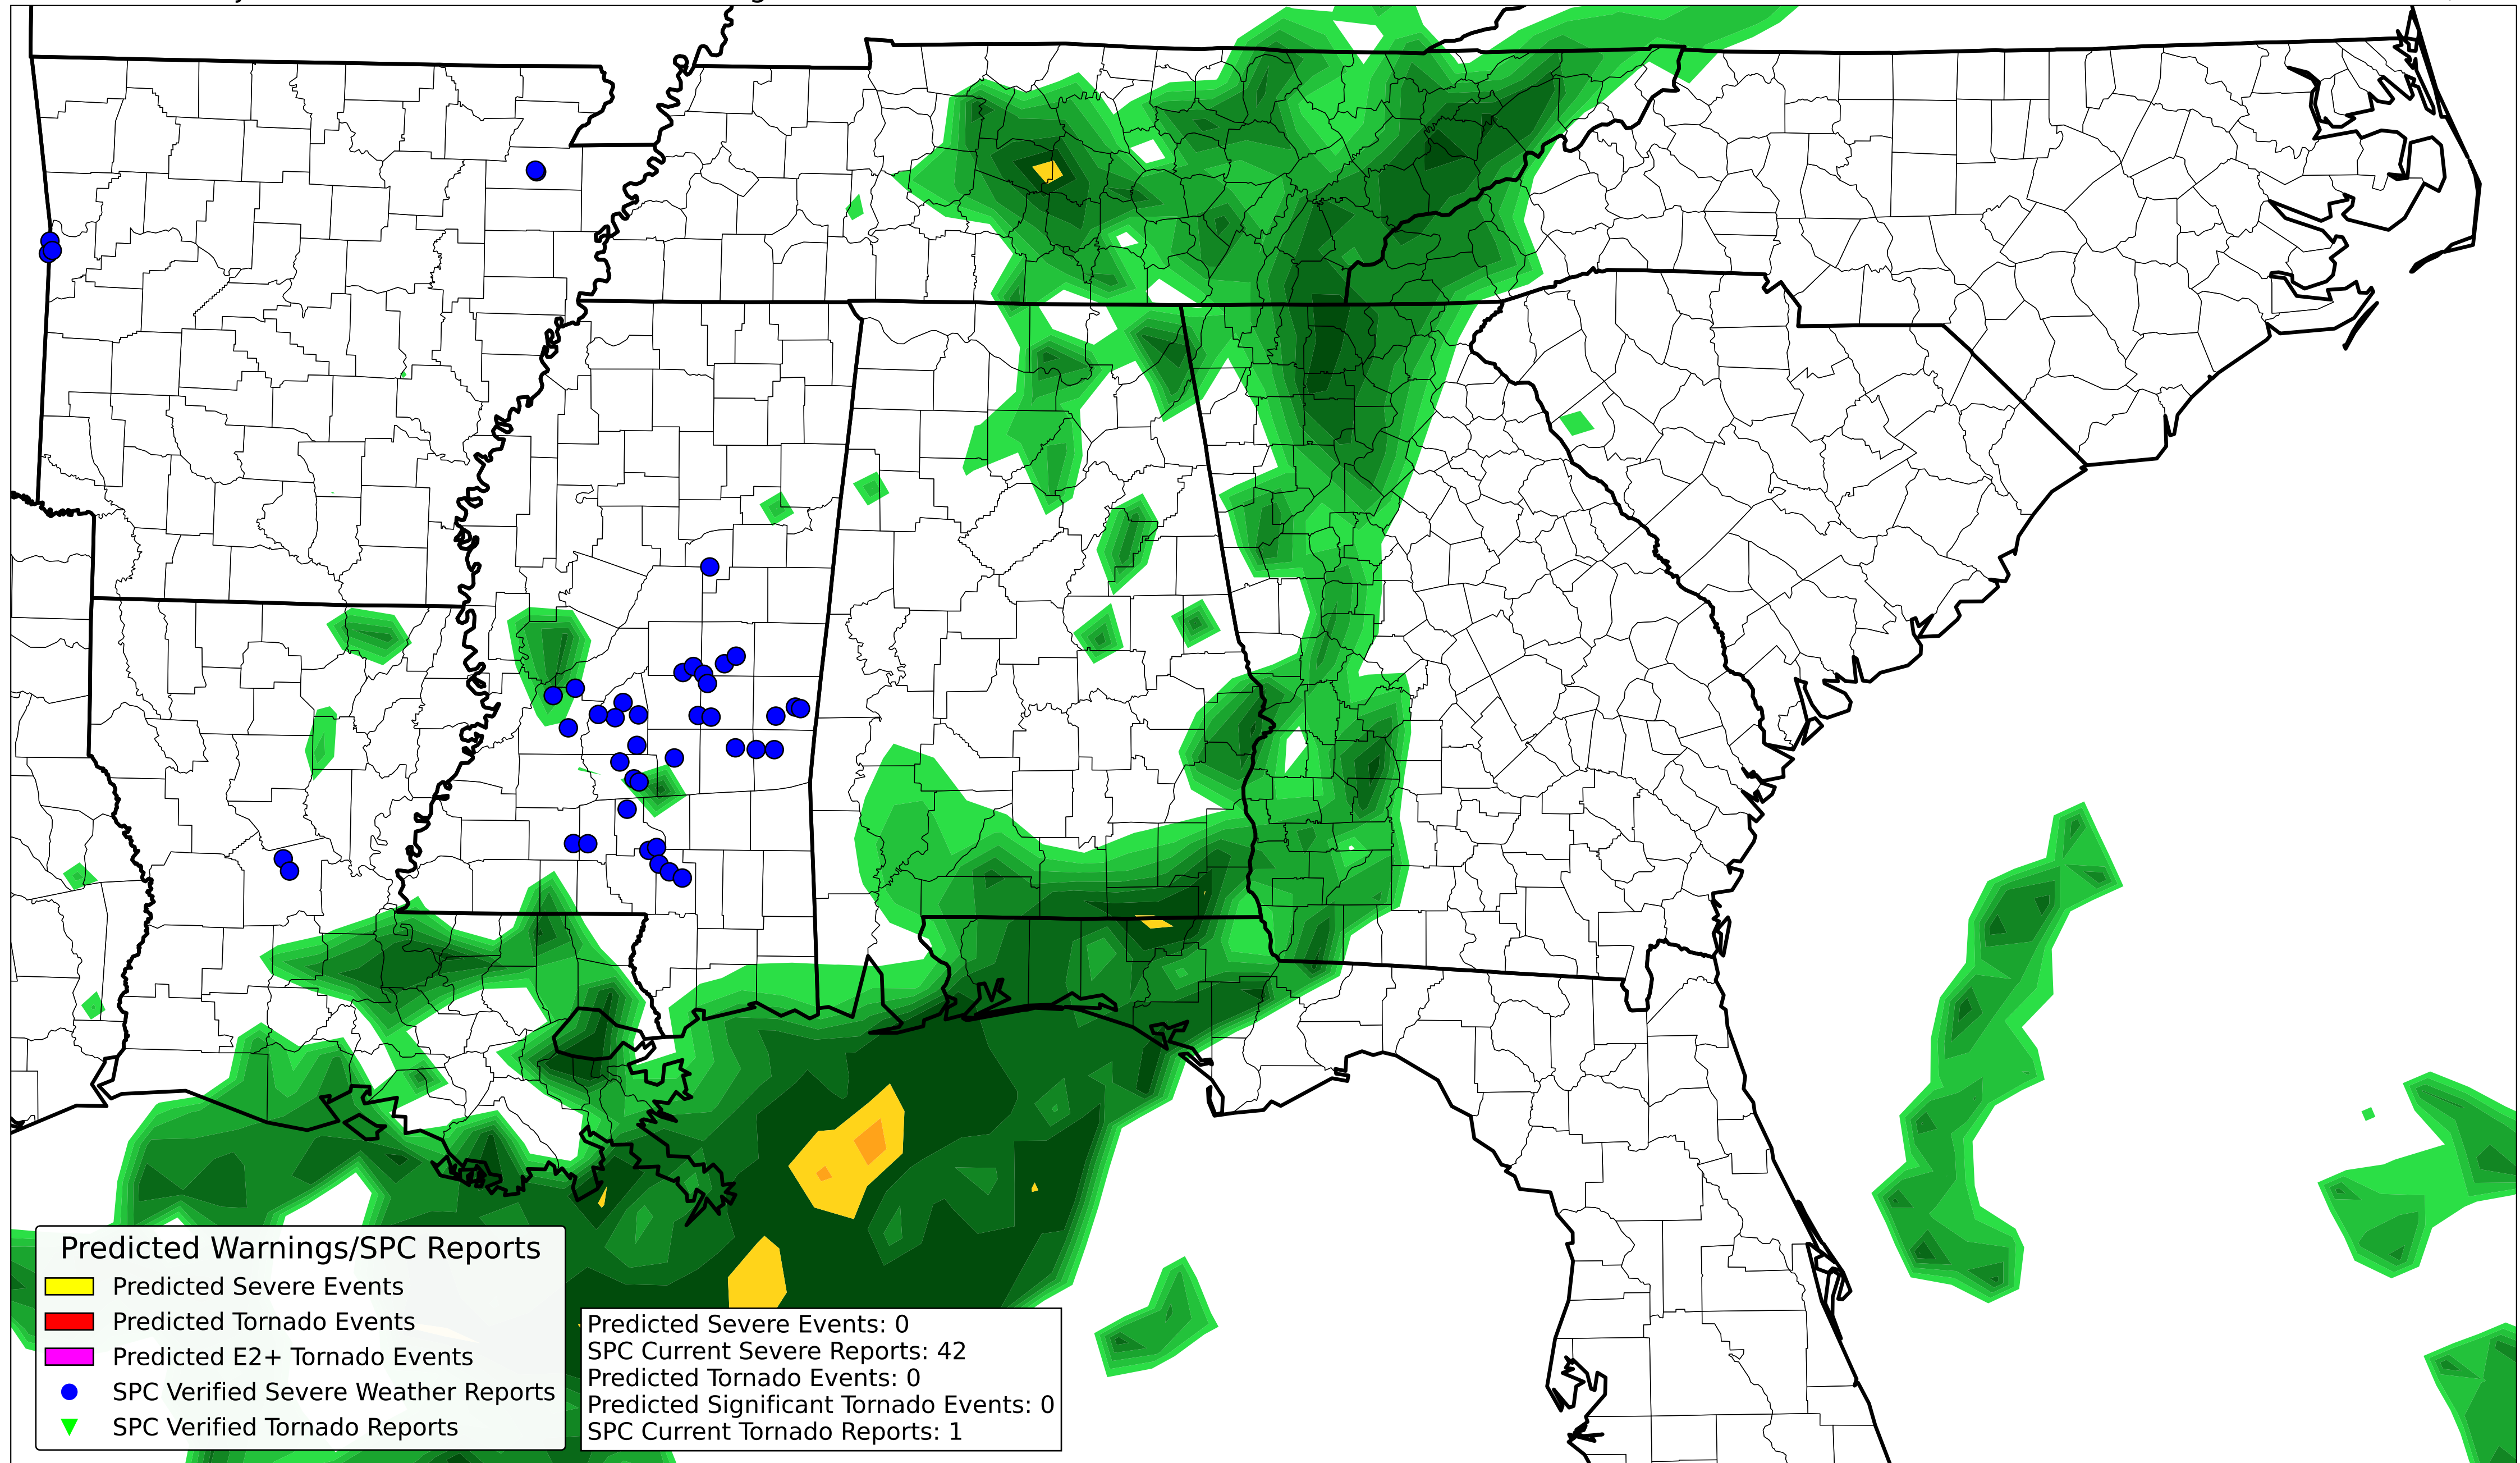 Predicted Warnings/SPC Reports
Predicted Severe Events
Predicted Tornado Events
Predicted E2+ Tornado Events
SPC Verified Severe Weather Reports
SPC Verified Tornado Reports
Predicted Severe Events: 0
SPC Current Severe Reports: 42
Predicted Tornado Events: 0
Predicted Significant Tornado Events: 0
SPC Current Tornado Reports: 1